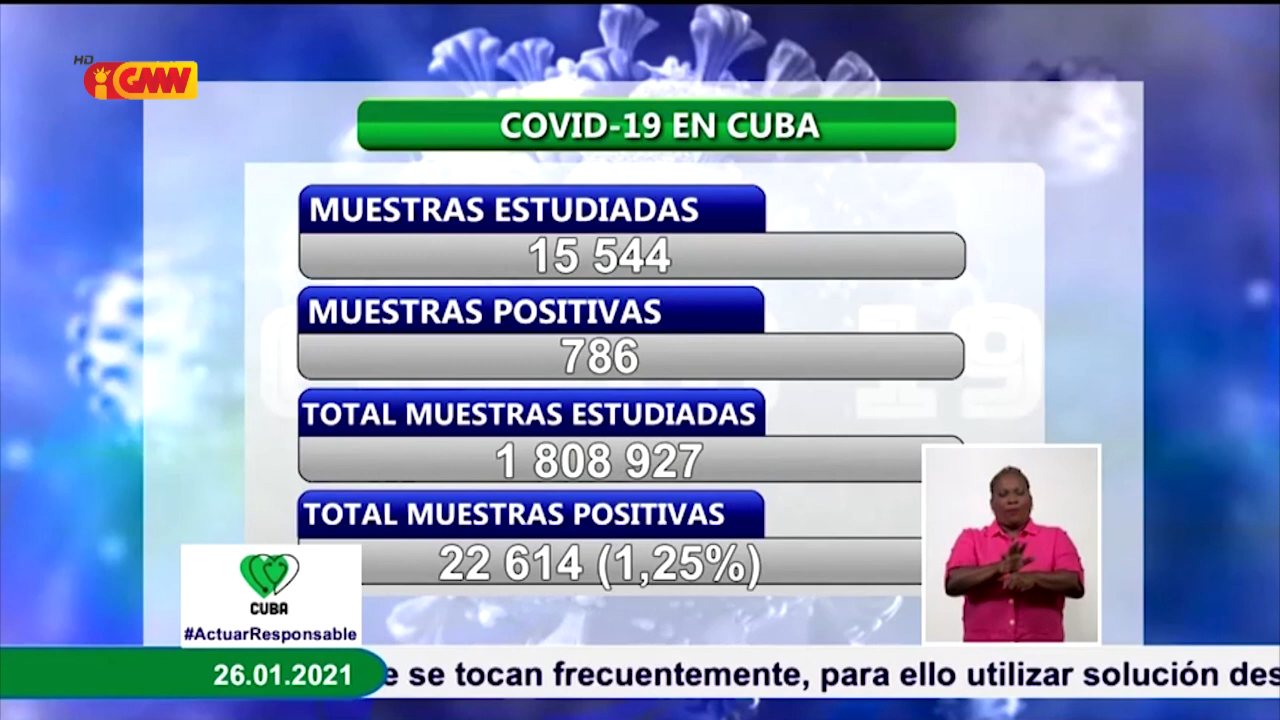 HD
GMW
COVID-19 EN CUBA
MUESTRAS ESTUDIADAS
15 544
MUESTRAS POSITIVAS
786
TOTAL MUESTRAS ESTUDIADAS
1 808 927
TOTAL MUESTRAS POSITIVAS
22 614 (1,25%)
CUBA
#ActuarResponsable
26.01.2021
e se tocan frecuentemente, para ello utilizar solución des